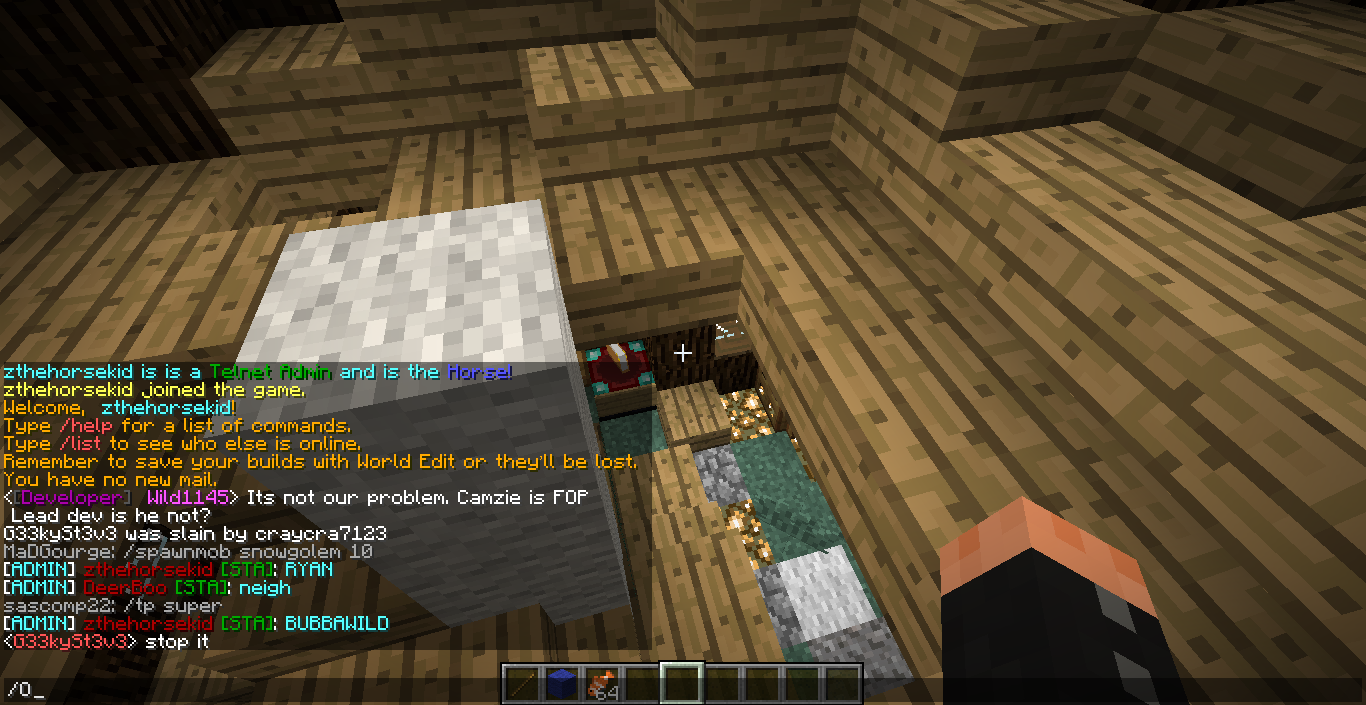 zthehorsekid is is a Telnet Admin and is the Horse!
zthehorsekid joined the game.
Welcome, zthehorsekid!
Type /help for a list of commands.
Type /list to see who else is online.
Remember to save your builds with World Edit or they'll be lost.
You have no new mail.
<[Developer] Wild1145> Its not our problem. Camzie is FOP
Lead dev is he not?
G33ky5t3v3 was slain by craycra7123
MaDGourge: /spawnmob snowgolem 10
[ADMIN] zthehorsekid [STA]: RYAN
[ADMIN] DeerBoo [STA]: neigh
sascomp22: /tp super
[ADMIN] zthehorsekid [STA]: BUBBAWILD
<G33ky5t3v3> stop it
64
/O_